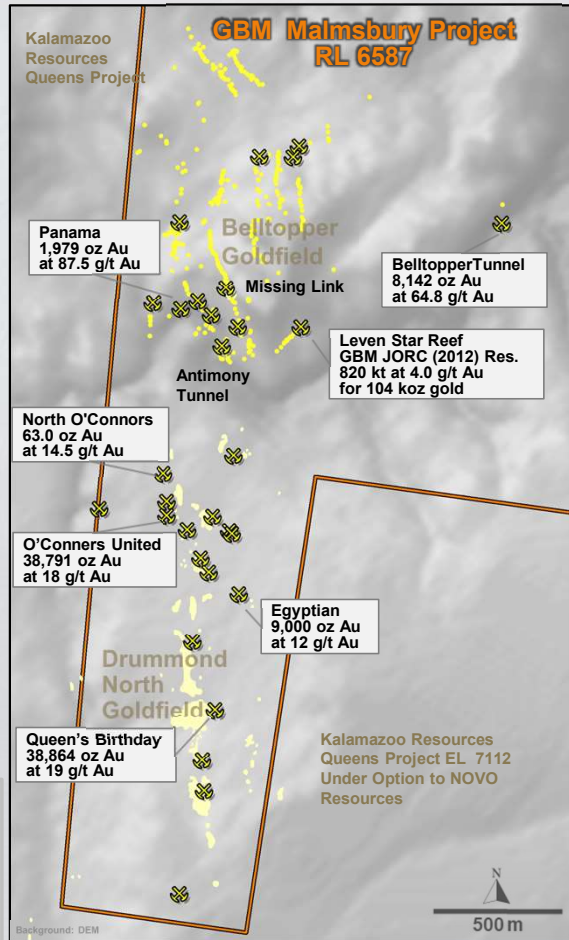 GBM Malmsbury Project
RL 6587
Kalamazoo
Resources
Queens Project
Belltopper
Goldfield
Panama
1,979 oz Au
at 87.5 g/t Au
BelltopperTunnel
8,142 oz Au
at 64.8 g/t Au
Missing Link
Leven Star Reef
GBM JORC (2012) Res.
820 kt at 4.0 g/t Au
for 104 koz gold
Antimony
Tunnel
North O'Connors
63.0 oz Au
at 14.5 g/t Au
O'Conners United
38,791 oz Au
at 18 g/t Au
Egyptian
9,000 oz Au
at 12 g/t Au
Drummond
North
Goldfield
Queen's Birthday
38,864 oz Au
at 19 g/t Au
Kalamazoo Resources
Queens Project EL 7112
Under Option to NOVO
Resources
N
500 m
Background: DEM